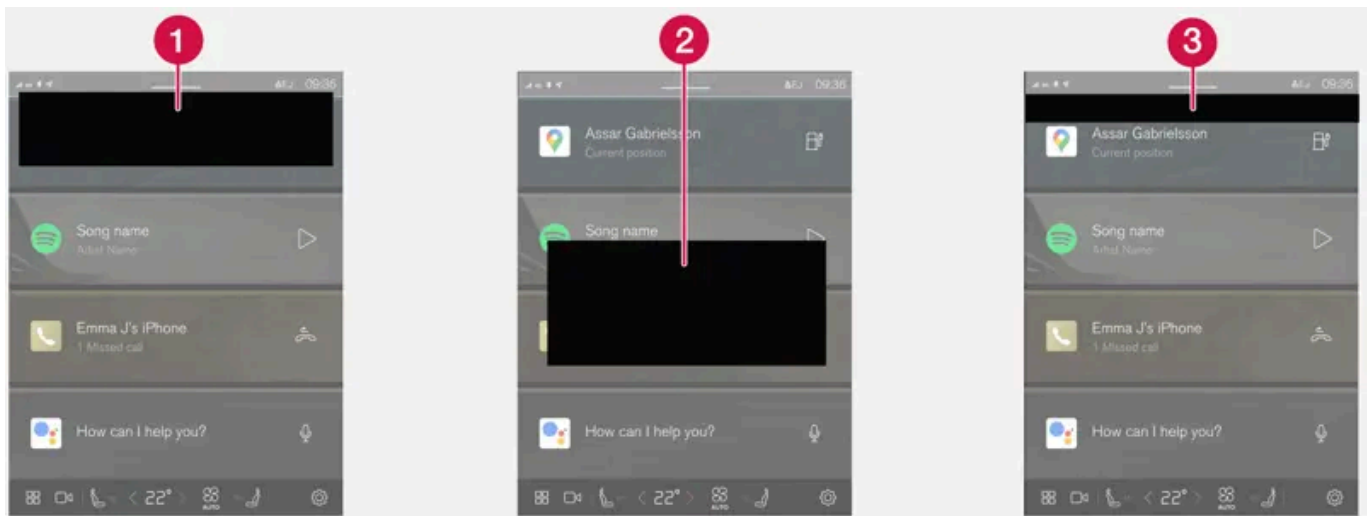 1
2
3
09:36
Song name
Artist Name
Emma J's iPhone
1 Missed call
How can I help you?
22°
AUTO
09:36
Assar Gabrielsson
Current position
Song name
How can I help you?
22°
AUTO
09:36
Assar Gabrielsson
Current position
Song name
Artist Name
Emma J's iPhone
1 Missed call
How can I help you?
22°
AUTO